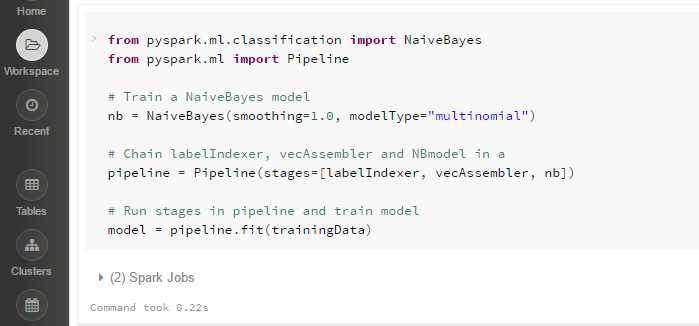 Home
Workspace
Recent
Tables
Clusters
from pyspark.ml.classification import NaiveBayes
from pyspark.ml import Pipeline
# Train a NaiveBayes model
nb = NaiveBayes(smoothing=1.0, modelType="multinomial")
# Chain labelIndexer, vecAssembler and NBmodel in a
pipeline = Pipeline(stages=[labelIndexer, vecAssembler, nb])
# Run stages in pipeline and train model
model = pipeline.fit(trainingData)
(2) Spark Jobs
Command took 0.22s